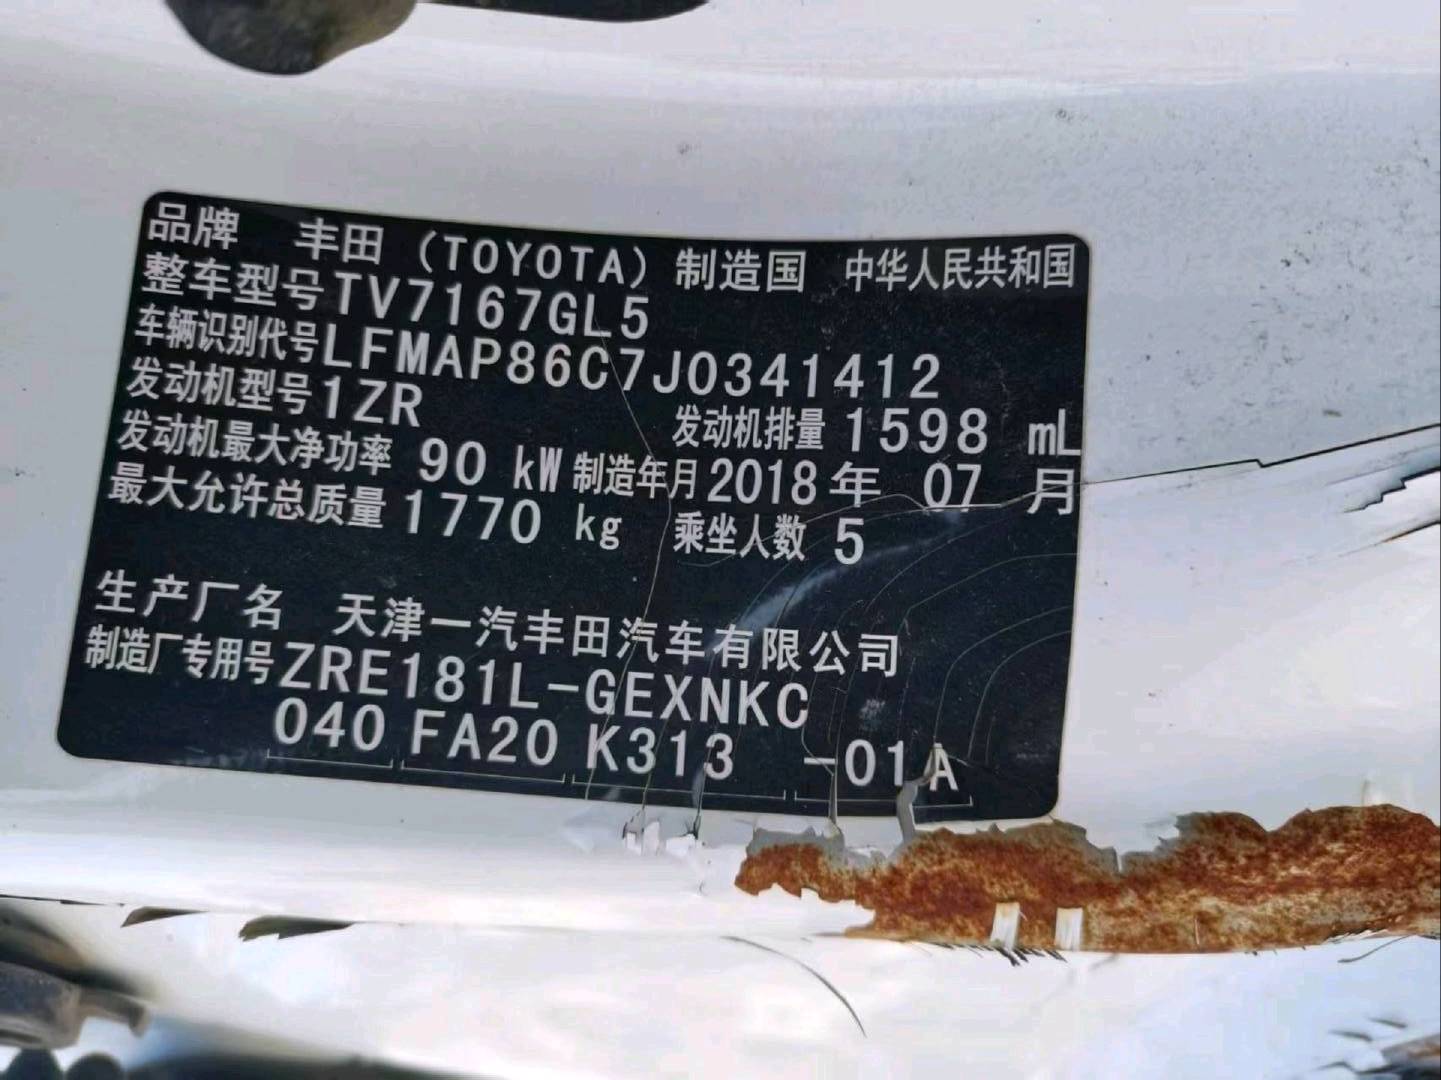 品牌 丰田（TOYOTA）制造国 中华人民共和国
整车型号TV7167GL5
车辆识别代号LFMAP86C7J0341412
发动机型号1ZR 发动机排量1598 mL
发动机最大净功率 90 kW 制造年月2018年 07 月
最大允许总质量1770 kg 乘坐人数 5
生产厂名 天津一汽丰田汽车有限公司
制造厂专用号ZRE181L-GEXNKC
040 FA20 K313 -01A